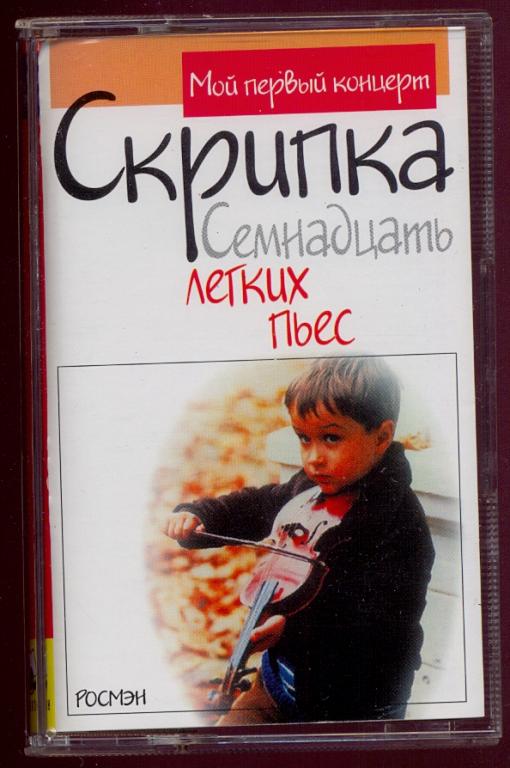 Мой первый концерт
Скрипка
Семнадцать
легких
пьес
РОСМЭН